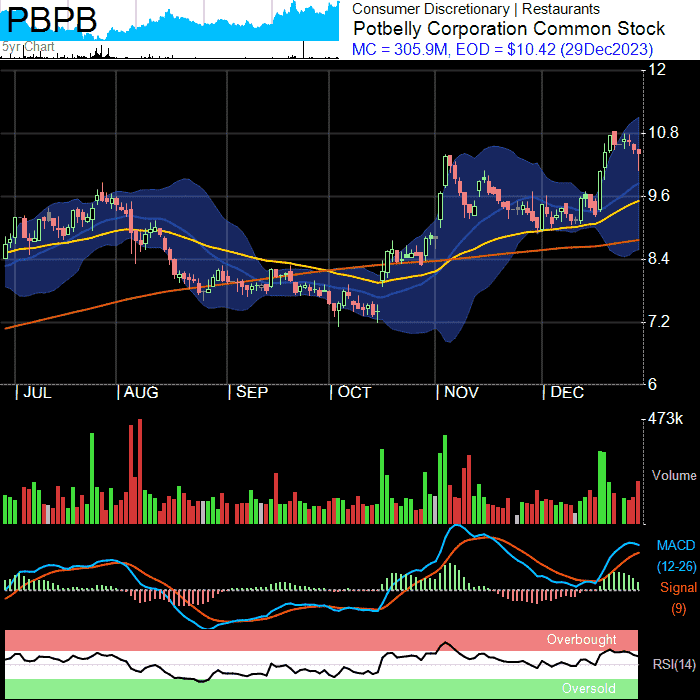 PBPB
5yr Chart
Consumer Discretionary | Restaurants
Potbelly Corporation Common Stock
MC = 305.9M, EOD = $10.42 (29Dec2023)
12
10.8
9.6
8.4
7.2
6
| JUL | AUG | SEP | OCT | NOV | DEC
473k
Volume
MACD
(12-26)
Signal
(9)
Overbought
RSI(14)
Oversold